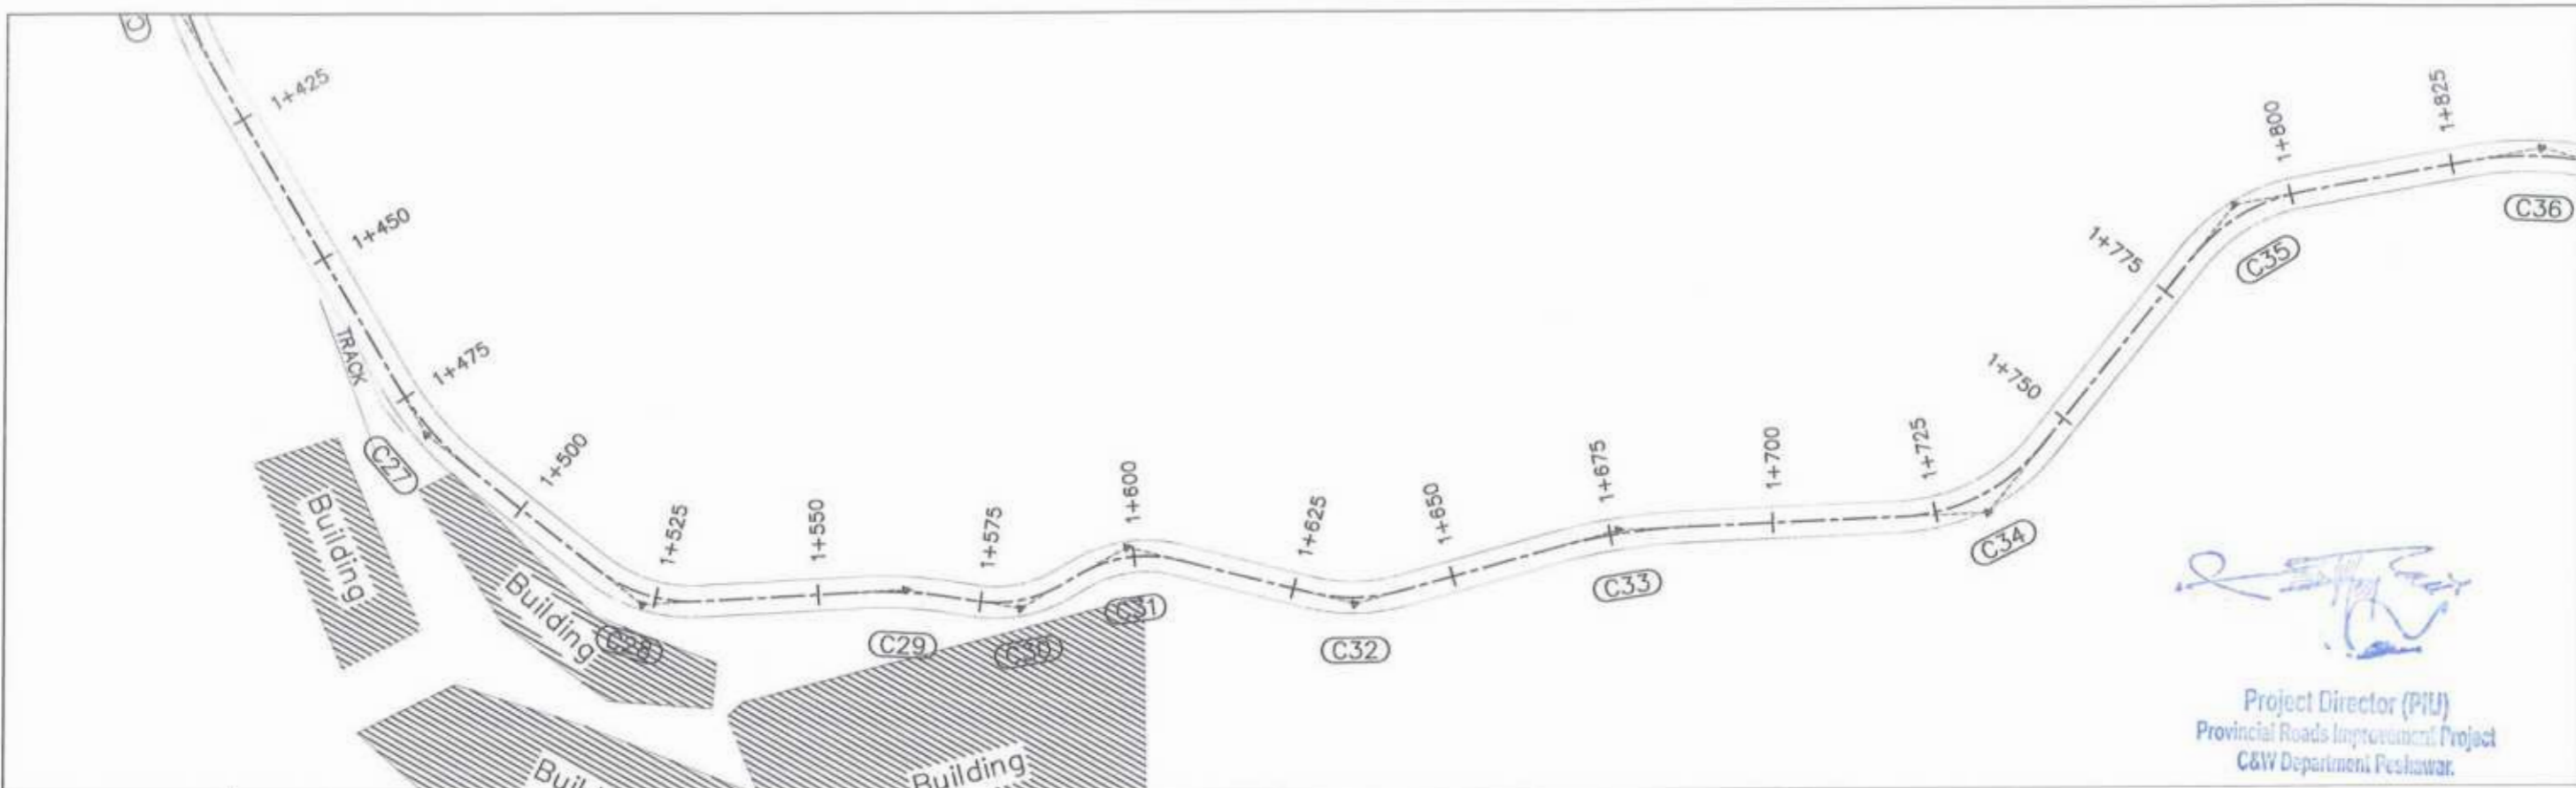 1+425
1+450
1+475
1+500
1+525
1+550
1+575
1+600
1+625
1+650
1+675
1+700
1+725
1+750
1+775
1+800
1+825
TRACK
C27
C28
C29
C30
C31
C32
C33
C34
C35
C36
Building
Building
Building
Project Director (PIU)
Provincial Roads Improvement Project
C&W Department Peshawar.